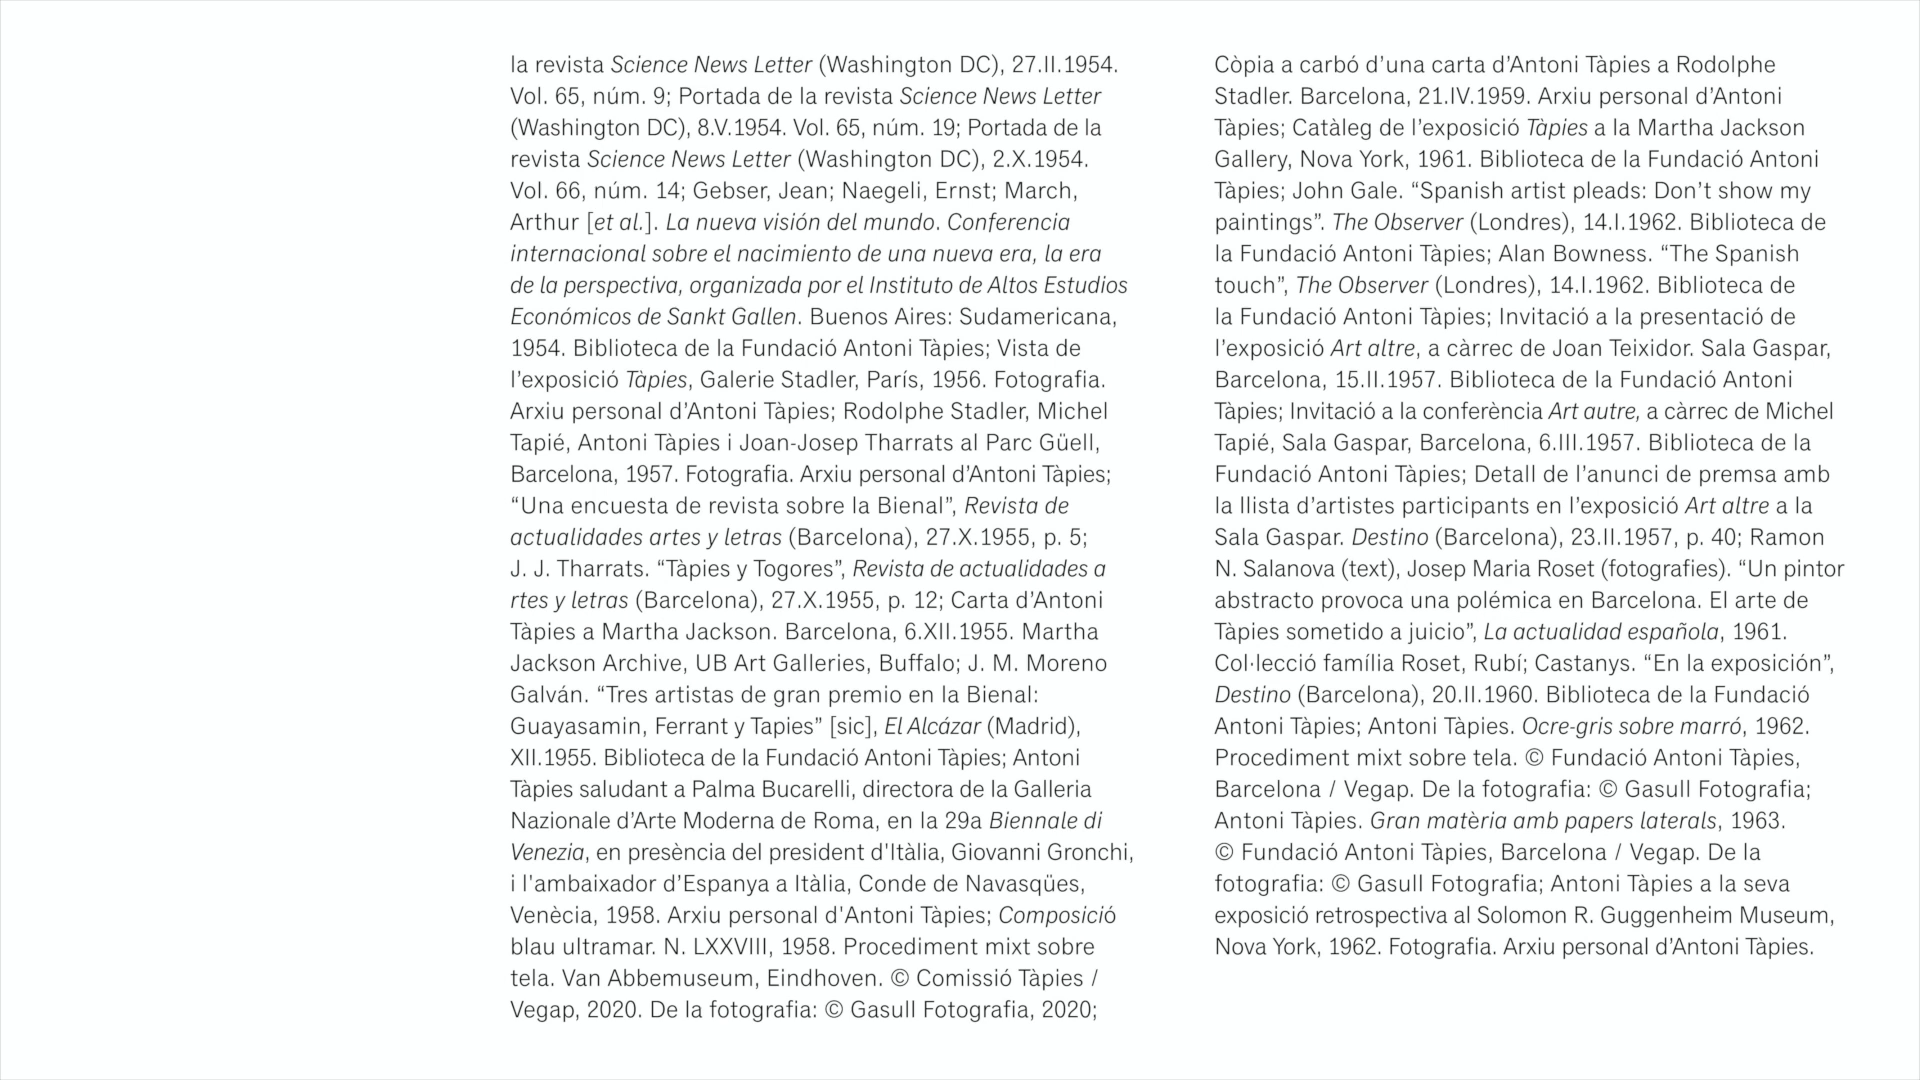 la revista Science News Letter (Washington DC), 27.II.1954.
Vol. 65, núm. 9; Portada de la revista Science News Letter
(Washington DC), 8.V.1954. Vol. 65, núm. 19; Portada de la
revista Science News Letter (Washington DC), 2.X.1954.
Vol. 66, núm. 14; Gebser, Jean; Naegeli, Ernst; March,
Arthur [et al.]. La nueva visión del mundo. Conferencia
internacional sobre el nacimiento de una nueva era, la era
de la perspectiva, organizada por el Instituto de Altos Estudios
Económicos de Sankt Gallen. Buenos Aires: Sudamericana,
1954. Biblioteca de la Fundació Antoni Tàpies; Vista de
l’exposició Tàpies, Galerie Stadler, París, 1956. Fotografia.
Arxiu personal d’Antoni Tàpies; Rodolphe Stadler, Michel
Tapié, Antoni Tàpies i Joan-Josep Tharrats al Parc Güell,
Barcelona, 1957. Fotografia. Arxiu personal d’Antoni Tàpies;
“Una encuesta de revista sobre la Bienal”, Revista de
actualidades artes y letras (Barcelona), 27.X.1955, p. 5;
J. J. Tharrats. “Tàpies y Togores”, Revista de actualidades a
rtes y letras (Barcelona), 27.X.1955, p. 12; Carta d’Antoni
Tàpies a Martha Jackson. Barcelona, 6.XII.1955. Martha
Jackson Archive, UB Art Galleries, Buffalo; J. M. Moreno
Galván. “Tres artistas de gran premio en la Bienal:
Guayasamin, Ferrant y Tapies” [sic], El Alcázar (Madrid),
XII.1955. Biblioteca de la Fundació Antoni Tàpies; Antoni
Tàpies saludant a Palma Bucarelli, directora de la Galleria
Nazionale d’Arte Moderna de Roma, en la 29a Biennale di
Venezia, en presència del president d'Itàlia, Giovanni Gronchi,
i l'ambaixador d’Espanya a Itàlia, Conde de Navasqües,
Venècia, 1958. Arxiu personal d'Antoni Tàpies; Composició
blau ultramar. N. LXXVIII, 1958. Procediment mixt sobre
tela. Van Abbemuseum, Eindhoven. © Comissió Tàpies /
Vegap, 2020. De la fotografia: © Gasull Fotografia, 2020;
Còpia a carbó d’una carta d’Antoni Tàpies a Rodolphe
Stadler. Barcelona, 21.IV.1959. Arxiu personal d’Antoni
Tàpies; Catàleg de l’exposició Tàpies a la Martha Jackson
Gallery, Nova York, 1961. Biblioteca de la Fundació Antoni
Tàpies; John Gale. “Spanish artist pleads: Don’t show my
paintings”. The Observer (Londres), 14.I.1962. Biblioteca de
la Fundació Antoni Tàpies; Alan Bowness. “The Spanish
touch”, The Observer (Londres), 14.I.1962. Biblioteca de
la Fundació Antoni Tàpies; Invitació a la presentació de
l’exposició Art altre, a càrrec de Joan Teixidor. Sala Gaspar,
Barcelona, 15.II.1957. Biblioteca de la Fundació Antoni
Tàpies; Invitació a la conferència Art autre, a càrrec de Michel
Tapié, Sala Gaspar, Barcelona, 6.III.1957. Biblioteca de la
Fundació Antoni Tàpies; Detall de l’anunci de premsa amb
la llista d’artistes participants en l’exposició Art altre a la
Sala Gaspar. Destino (Barcelona), 23.II.1957, p. 40; Ramon
N. Salanova (text), Josep Maria Roset (fotografies). “Un pintor
abstracto provoca una polémica en Barcelona. El arte de
Tàpies sometido a juicio”, La actualidad española, 1961.
Col·lecció família Roset, Rubí; Castanys. “En la exposición”,
Destino (Barcelona), 20.II.1960. Biblioteca de la Fundació
Antoni Tàpies; Antoni Tàpies. Ocre-gris sobre marró, 1962.
Procediment mixt sobre tela. © Fundació Antoni Tàpies,
Barcelona / Vegap. De la fotografia: © Gasull Fotografia;
Antoni Tàpies. Gran matèria amb papers laterals, 1963.
© Fundació Antoni Tàpies, Barcelona / Vegap. De la
fotografia: © Gasull Fotografia; Antoni Tàpies a la seva
exposició retrospectiva al Solomon R. Guggenheim Museum,
Nova York, 1962. Fotografia. Arxiu personal d’Antoni Tàpies.